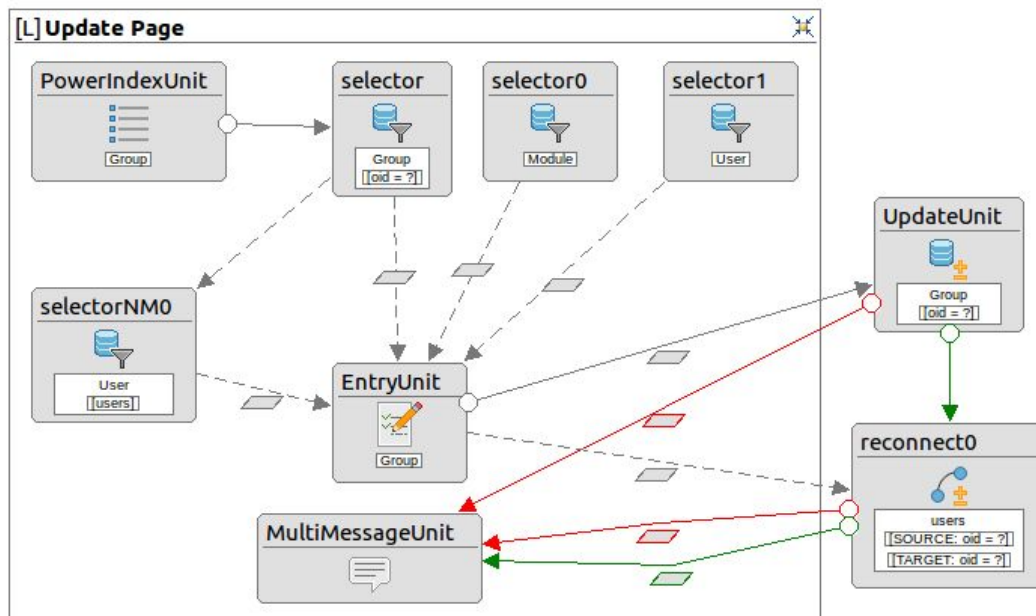 [L] Update Page
PowerIndexUnit
Group
selector
Group
[oid = ?]
selector0
Module
selector1
User
UpdateUnit
Group
[oid = ?]
selectorNM0
User
[users]
EntryUnit
Group
reconnect0
users
[SOURCE: oid = ?]
[TARGET: oid = ?]
MultiMessageUnit